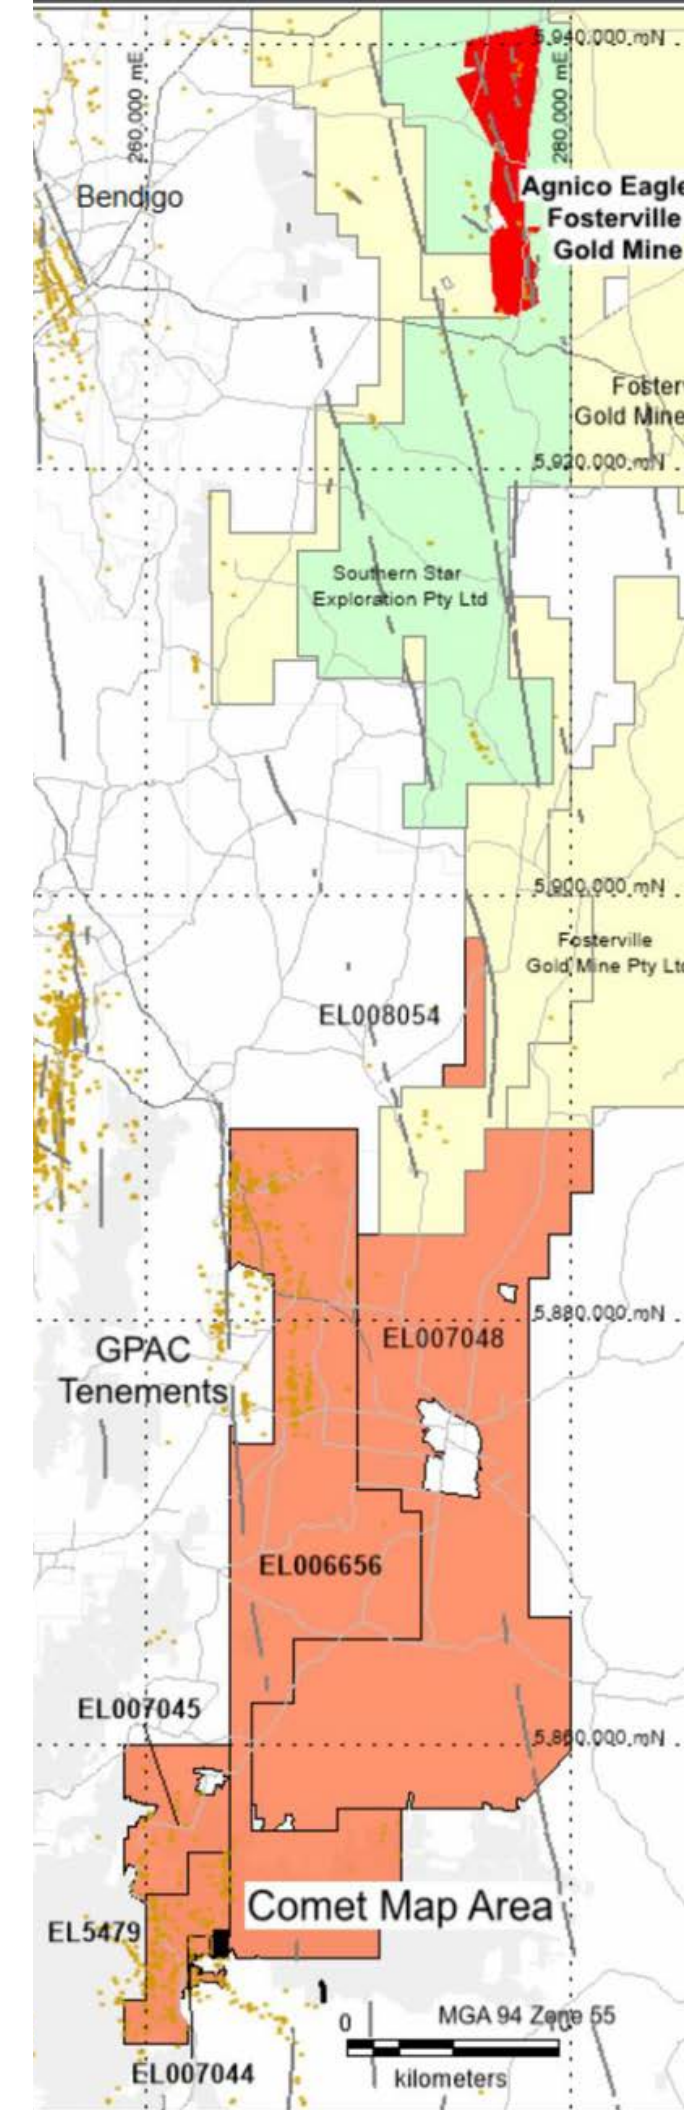 5,940,000 mN
260,000 mE
280,000 mE
Bendigo
Agnico Eagle
Fosterville
Gold Mine
Foster
Gold Mine
5,920,000 mN
Southern Star
Exploration Pty Ltd
5,900,000 mN
Fosterville
Gold Mine Pty Ltd
EL008054
5,880,000 mN
EL007048
GPAC
Tenements
EL006656
EL007045
5,860,000 mN
Comet Map Area
EL5479
MGA 94 Zone 55
0 10
kilometers
EL007044